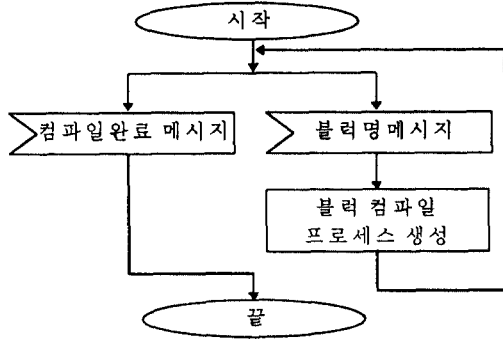 시작
컴파일완료 메시지
블럭명메시지
블럭 컴파일
프로세스 생성
끝